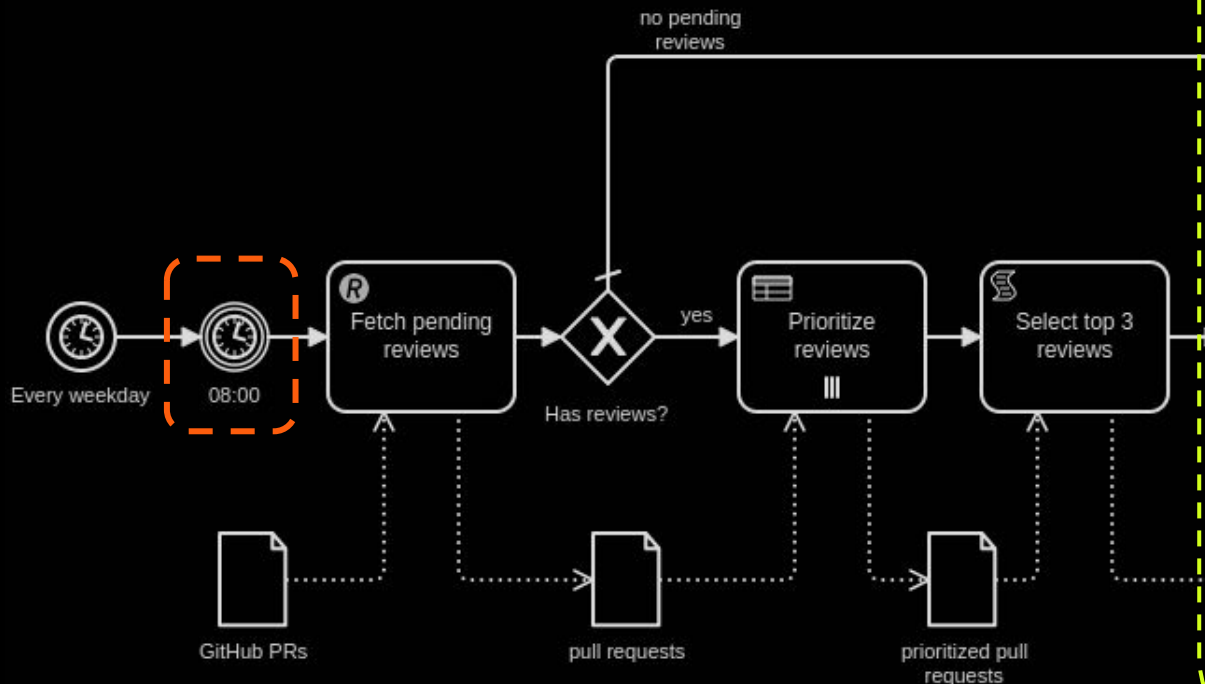 no pending
reviews
R
Fetch pending
reviews
X
yes
Prioritize
reviews
Select top 3
reviews
Every weekday
08:00
Has reviews?
GitHub PRs
pull requests
prioritized pull
requests